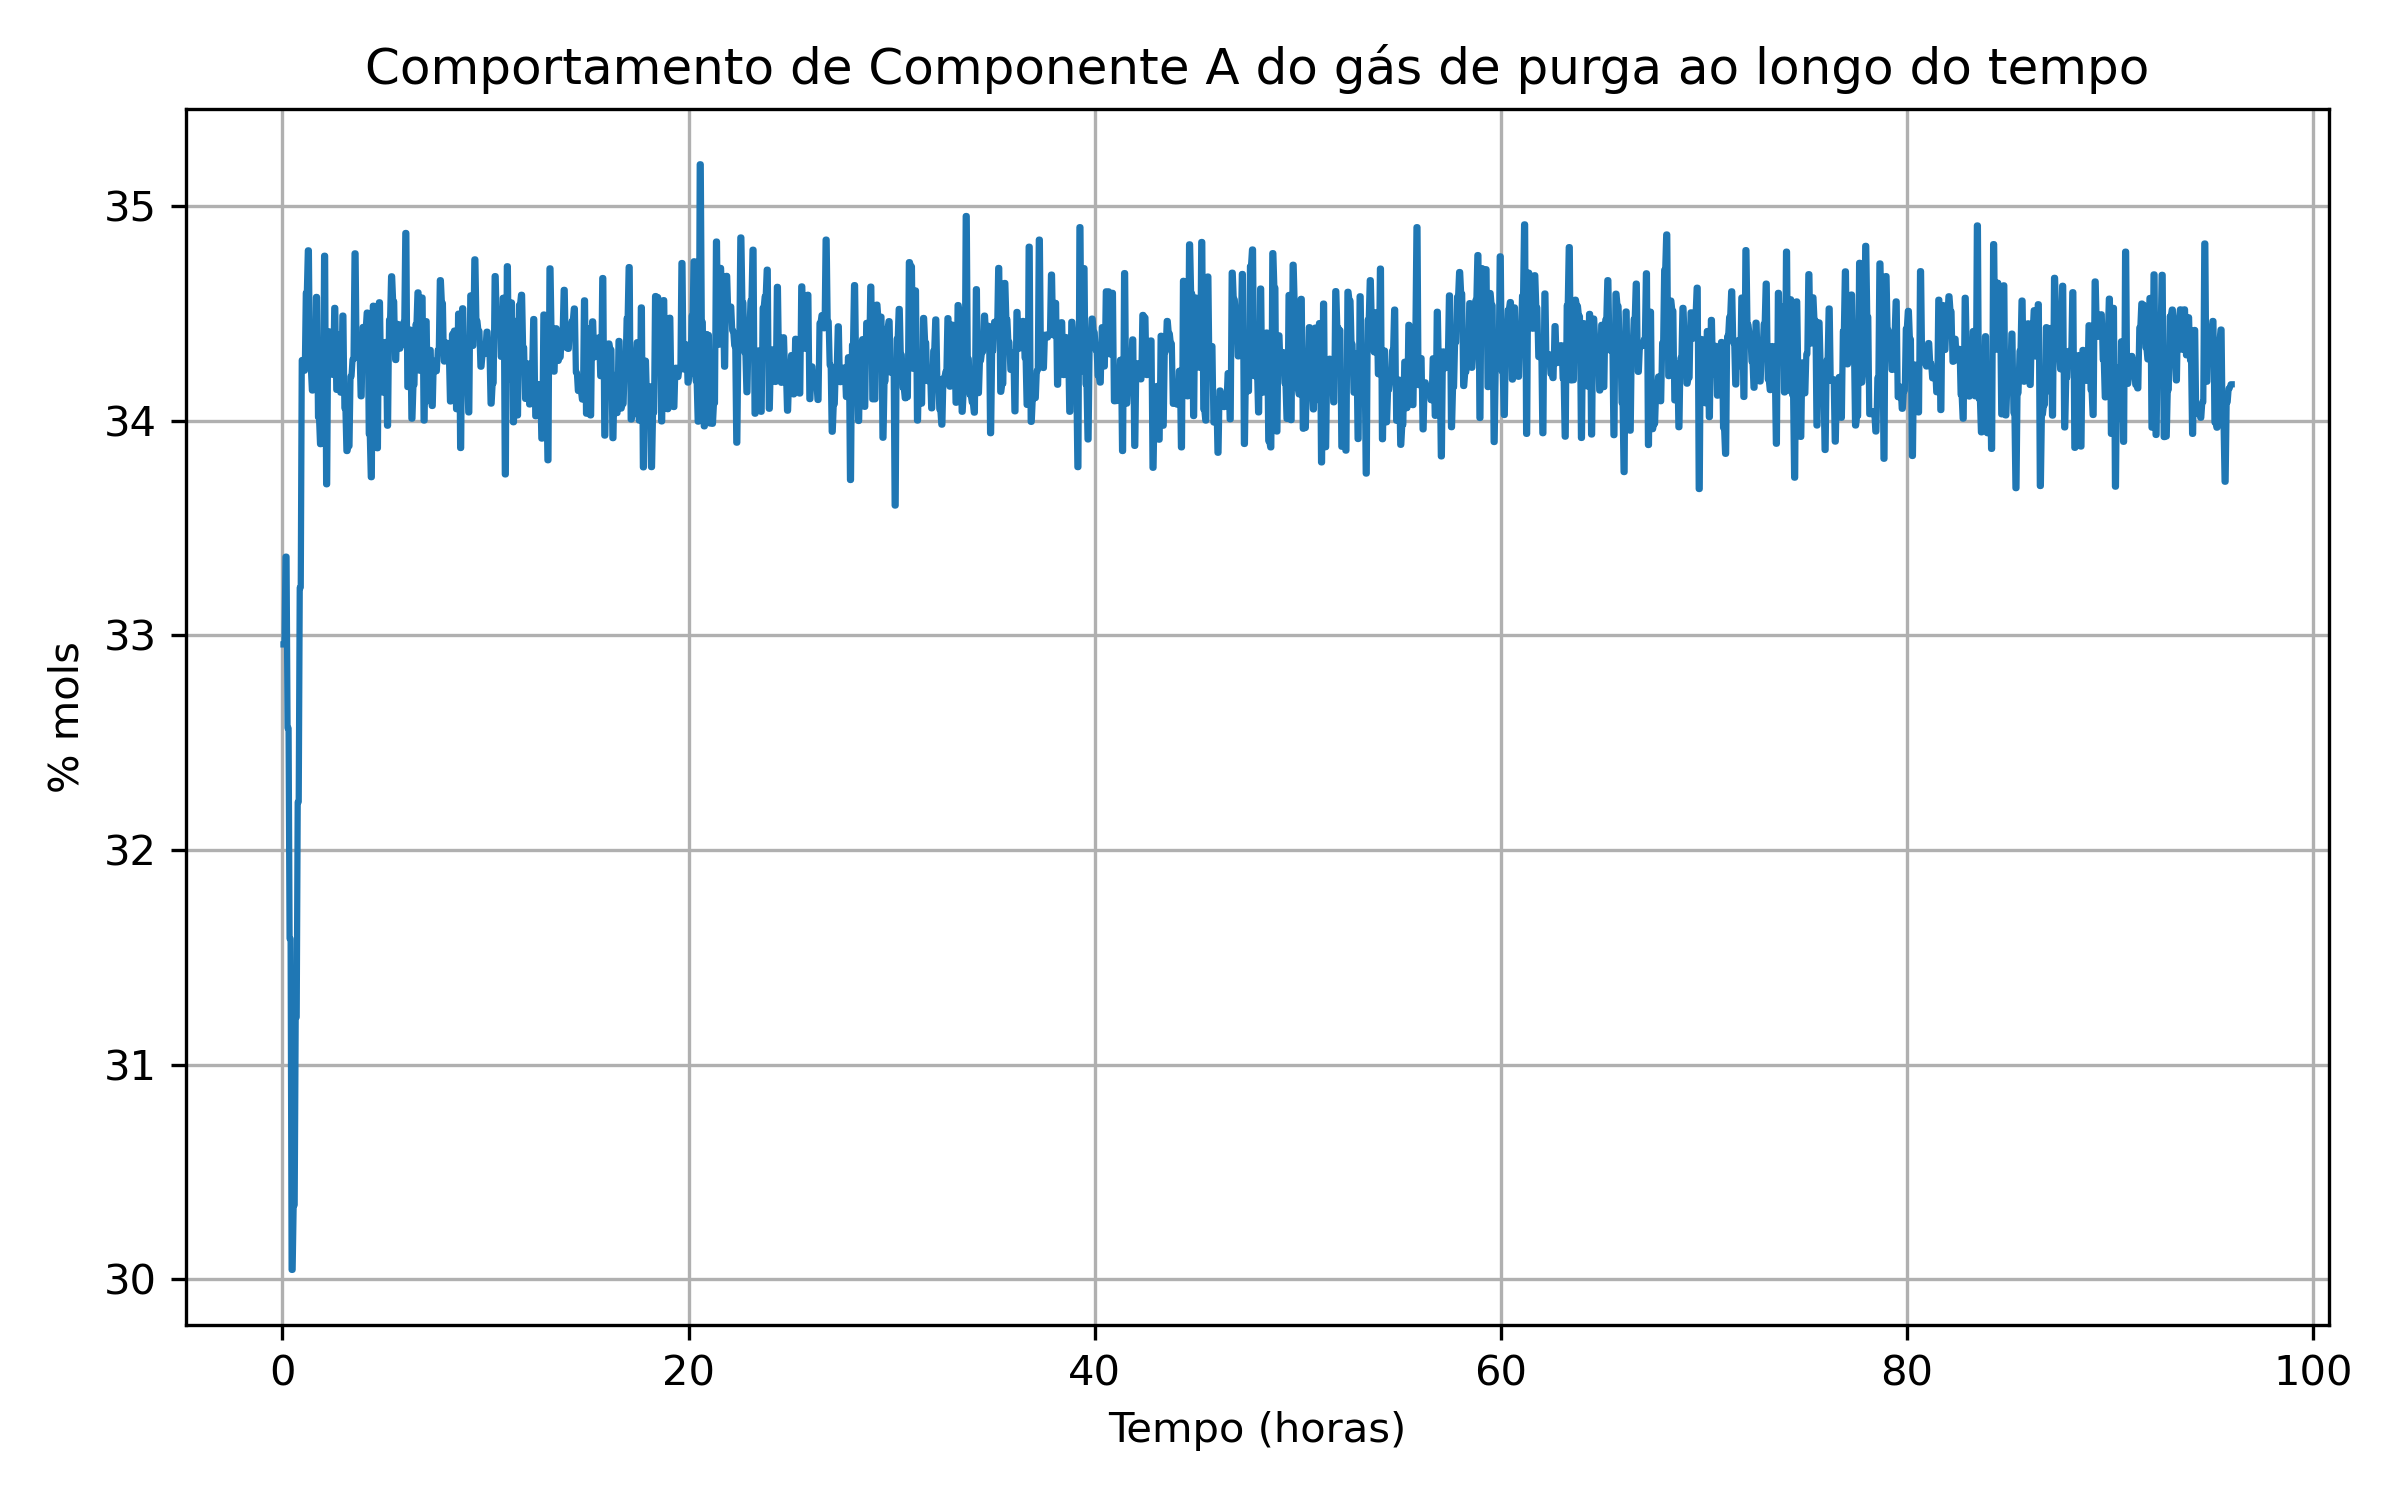 Comportamento de Componente A do gás de purga ao longo do tempo
35
34
33
32
31
30
% mols
0 20 40 60 80 100
Tempo (horas)